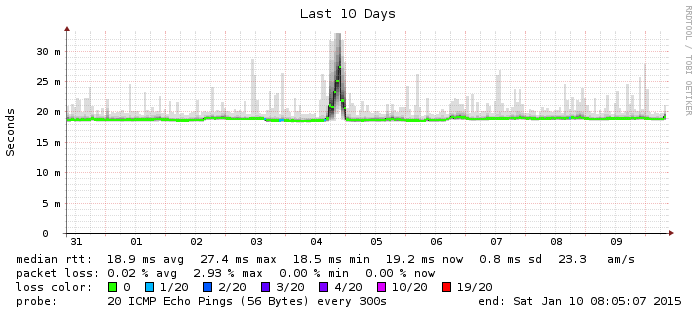 Last 10 Days
RRDTOOL / TOBI OETIKER
Seconds
30 m
25 m
20 m
15 m
10 m
5 m
0
31 01 02 03 04 05 06 07 08 09
median rtt: 18.9 ms avg 27.4 ms max 18.5 ms min 19.2 ms now 0.8 ms sd 23.3 am/s
packet loss: 0.02 % avg 2.93 % max 0.00 % min 0.00 % now
loss color: 0 1/20 2/20 3/20 4/20 10/20 19/20
probe: 20 ICMP Echo Pings (56 Bytes) every 300s end: Sat Jan 10 08:05:07 2015